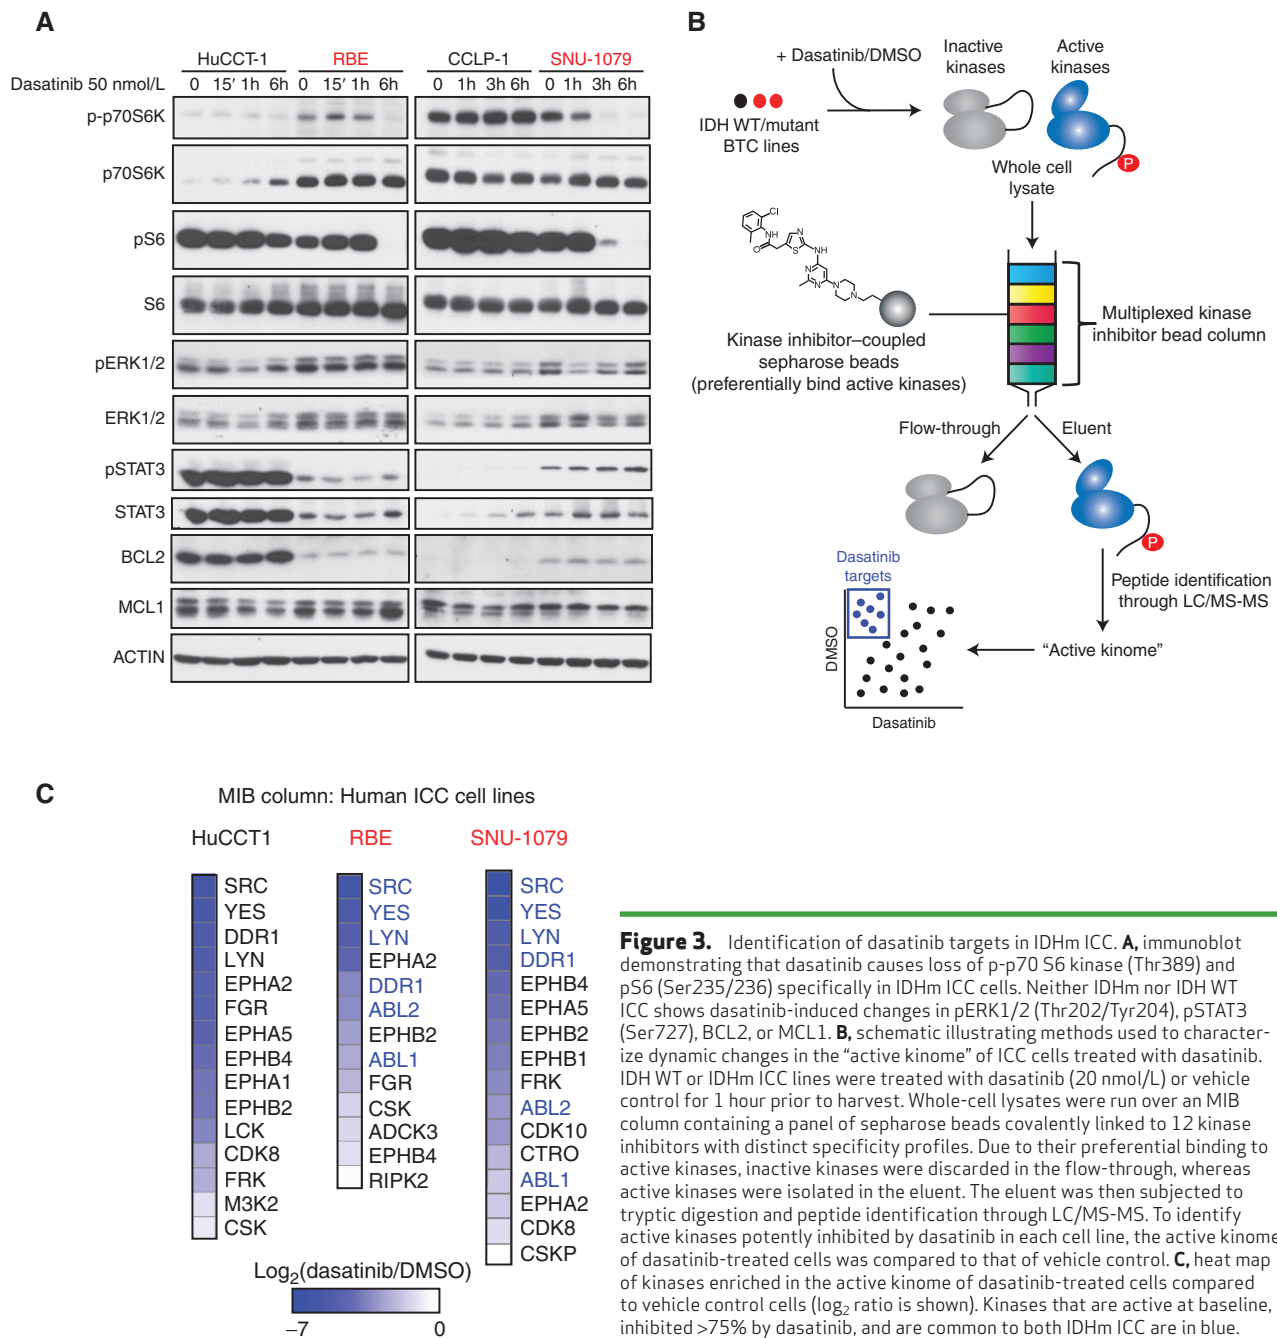 A
HuCCT-1 RBE CCLP-1 SNU-1079
Dasatinib 50 nmol/L 0 15′ 1h 6h 0 15′ 1h 6h 0 1h 3h 6h 0 1h 3h 6h
p-p70S6K
p70S6K
pS6
S6
pERK1/2
ERK1/2
pSTAT3
STAT3
BCL2
MCL1
ACTIN
B
+ Dasatinib/DMSO
Inactive
kinases
Active
kinases
IDH WT/mutant
BTC lines
P
Whole cell
lysate
Cl
NH
O
N
S
NH
N
N
N
N
Kinase inhibitor–coupled
sepharose beads
(preferentially bind active kinases)
Multiplexed kinase
inhibitor bead column
Flow-through
Eluent
P
Peptide identification
through LC/MS-MS
“Active kinome”
Dasatinib
targets
DMSO
Dasatinib
C
MIB column: Human ICC cell lines
HuCCT1
SRC
YES
DDR1
LYN
EPHA2
FGR
EPHA5
EPHB4
EPHA1
EPHB2
LCK
CDK8
FRK
M3K2
CSK
RBE
SRC
YES
LYN
EPHA2
DDR1
ABL2
EPHB2
ABL1
FGR
CSK
ADCK3
EPHB4
RIPK2
SNU-1079
SRC
YES
LYN
DDR1
EPHB4
EPHA5
EPHB2
EPHB1
FRK
ABL2
CDK10
CTRO
ABL1
EPHA2
CDK8
CSKP
Log2(dasatinib/DMSO)
–7 0
Figure 3. Identification of dasatinib targets in IDHm ICC. A, immunoblot
demonstrating that dasatinib causes loss of p-p70 S6 kinase (Thr389) and
pS6 (Ser235/236) specifically in IDHm ICC cells. Neither IDHm nor IDH WT
ICC shows dasatinib-induced changes in pERK1/2 (Thr202/Tyr204), pSTAT3
(Ser727), BCL2, or MCL1. B, schematic illustrating methods used to character-
ize dynamic changes in the “active kinome” of ICC cells treated with dasatinib.
IDH WT or IDHm ICC lines were treated with dasatinib (20 nmol/L) or vehicle
control for 1 hour prior to harvest. Whole-cell lysates were run over an MIB
column containing a panel of sepharose beads covalently linked to 12 kinase
inhibitors with distinct specificity profiles. Due to their preferential binding to
active kinases, inactive kinases were discarded in the flow-through, whereas
active kinases were isolated in the eluent. The eluent was then subjected to
tryptic digestion and peptide identification through LC/MS-MS. To identify
active kinases potently inhibited by dasatinib in each cell line, the active kinome
of dasatinib-treated cells was compared to that of vehicle control. C, heat map
of kinases enriched in the active kinome of dasatinib-treated cells compared
to vehicle control cells (log2 ratio is shown). Kinases that are active at baseline,
inhibited >75% by dasatinib, and are common to both IDHm ICC are in blue.